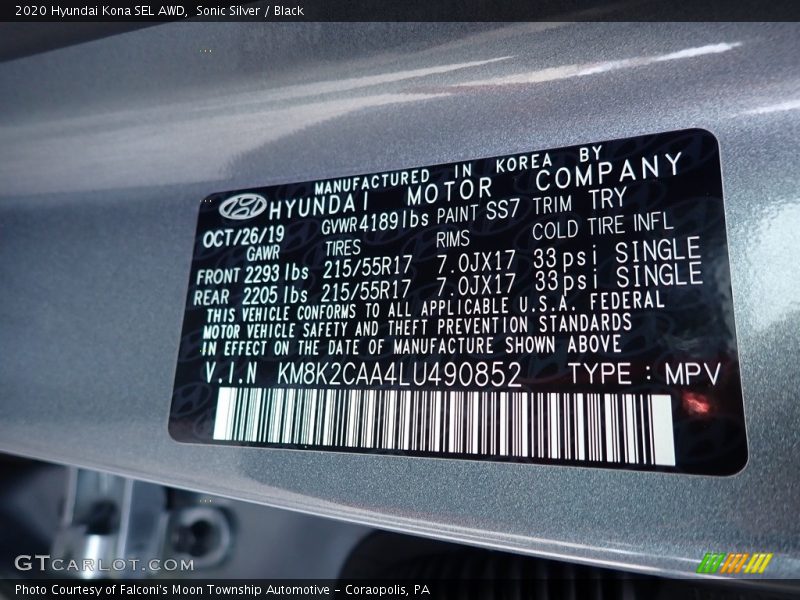 2020 Hyundai Kona SEL AWD, Sonic Silver / Black
MANUFACTURED IN KOREA BY
HYUNDAI MOTOR COMPANY
OCT/26/19 GVWR 4189 lbs PAINT SS7 TRIM TRY
GAWR TIRES RIMS COLD TIRE INFL
FRONT 2293 lbs 215/55R17 7.0JX17 33psi SINGLE
REAR 2205 lbs 215/55R17 7.0JX17 33psi SINGLE
THIS VEHICLE CONFORMS TO ALL APPLICABLE U.S.A. FEDERAL
MOTOR VEHICLE SAFETY AND THEFT PREVENTION STANDARDS
IN EFFECT ON THE DATE OF MANUFACTURE SHOWN ABOVE
V.I.N KM8K2CAA4LU490852 TYPE : MPV
GTCARLOT.COM
Photo Courtesy of Falconi's Moon Township Automotive - Coraopolis, PA